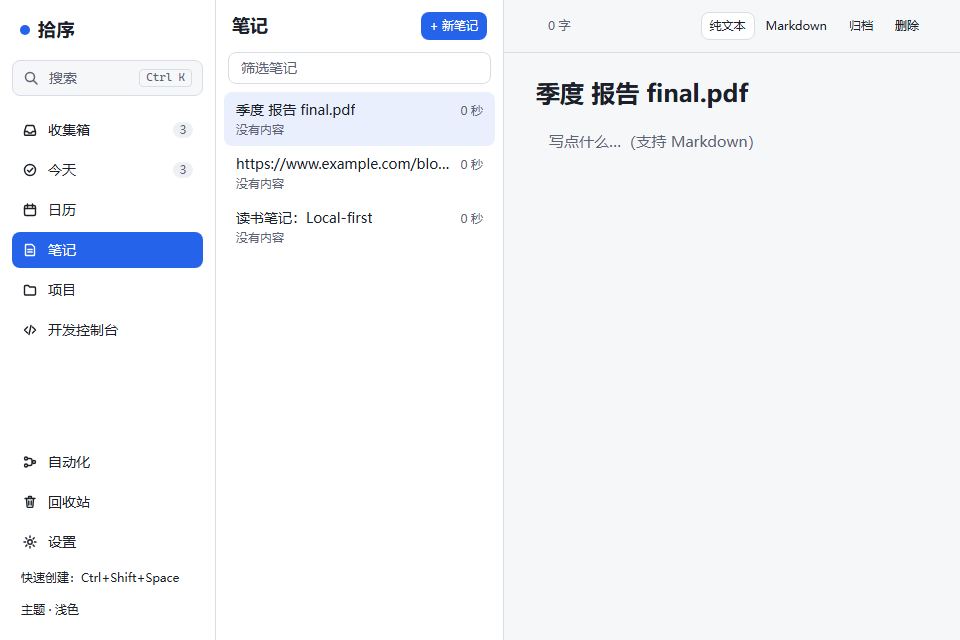 拾序
搜索 Ctrl K
收集箱 3
今天 3
日历
笔记
项目
开发控制台
自动化
回收站
设置
快速创建：Ctrl+Shift+Space
主题 · 浅色
笔记
+ 新笔记
筛选笔记
季度 报告 final.pdf 0 秒
没有内容
https://www.example.com/blo... 0 秒
没有内容
读书笔记：Local-first 0 秒
没有内容
0 字 纯文本 Markdown 归档 删除
季度 报告 final.pdf
写点什么...（支持 Markdown）